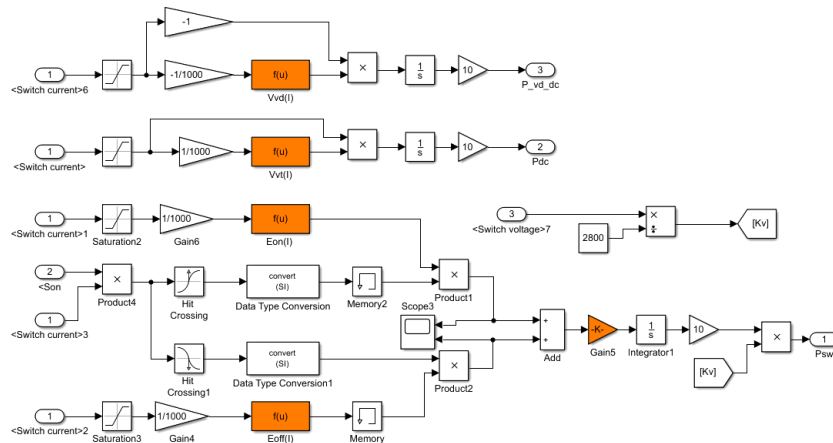 -1
1
<Switch current>6
-1/1000
f(u)
Vvd(I)
×
1
s
10
3
P_vd_dc
1
<Switch current>
1/1000
f(u)
Vvt(I)
×
1
s
10
2
Pdc
1
<Switch current>1
Saturation2
1/1000
Gain6
f(u)
Eon(I)
3
<Switch voltage>7
2800
×
÷
[Kv]
2
<Son
1
<Switch current>3
×
Product4
Hit
Crossing
convert
(SI)
Data Type Conversion
Memory2
×
Product1
Scope3
Hit
Crossing1
convert
(SI)
Data Type Conversion1
×
Product2
+
+
Add
-K-
Gain5
1
s
Integrator1
10
[Kv]
×
1
Psw
1
<Switch current>2
Saturation3
1/1000
Gain4
f(u)
Eoff(I)
Memory